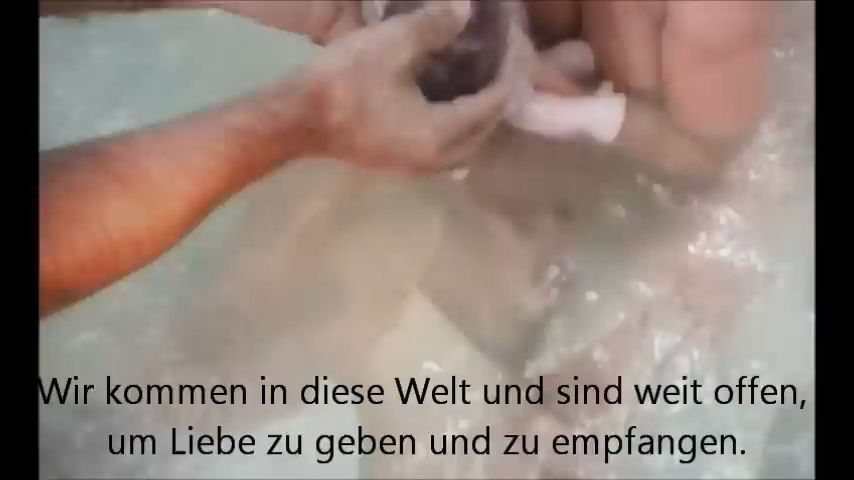 Wir kommen in diese Welt und sind weit offen,
um Liebe zu geben und zu empfangen.